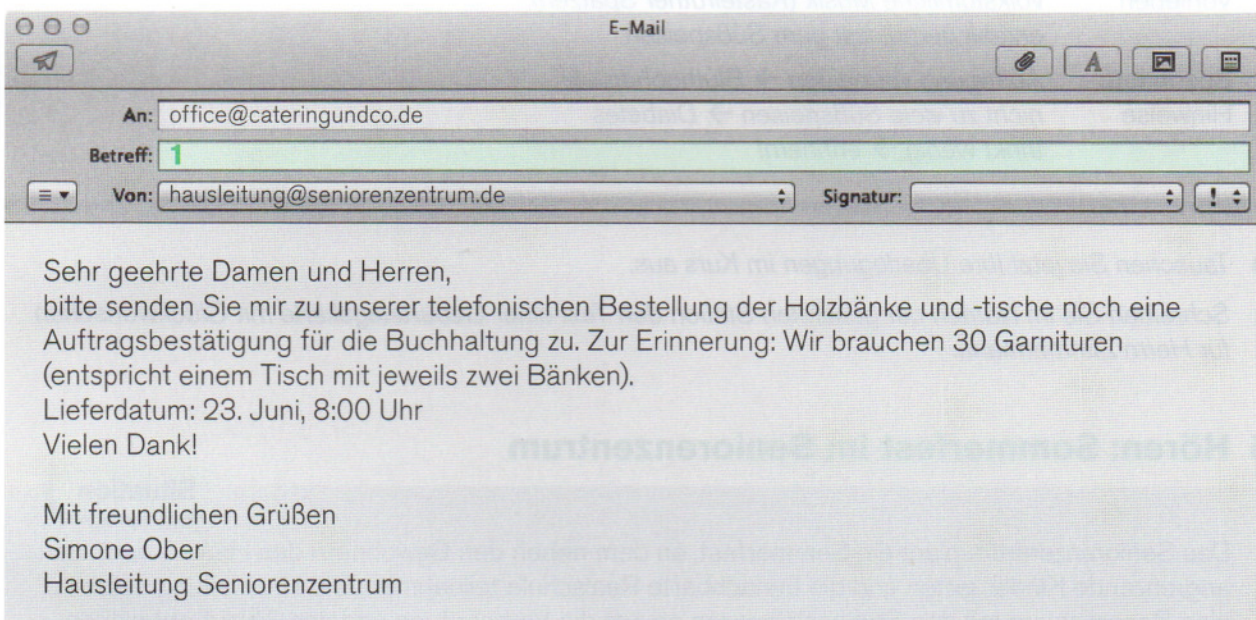 E-Mail
An: office@cateringundco.de
Betreff: 1
Von: hausleitung@seniorenzentrum.de Signatur: !
Sehr geehrte Damen und Herren,
bitte senden Sie mir zu unserer telefonischen Bestellung der Holzbänke und -tische noch eine
Auftragsbestätigung für die Buchhaltung zu. Zur Erinnerung: Wir brauchen 30 Garnituren
(entspricht einem Tisch mit jeweils zwei Bänken).
Lieferdatum: 23. Juni, 8:00 Uhr
Vielen Dank!
Mit freundlichen Grüßen
Simone Ober
Hausleitung Seniorenzentrum